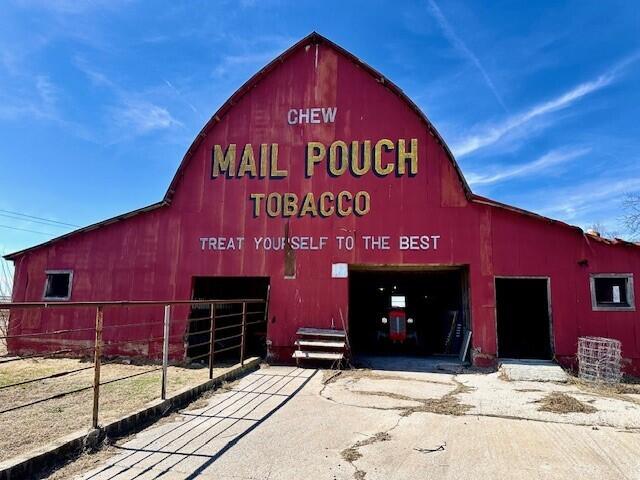 CHEW
MAIL POUCH
TOBACCO
TREAT YOURSELF TO THE BEST